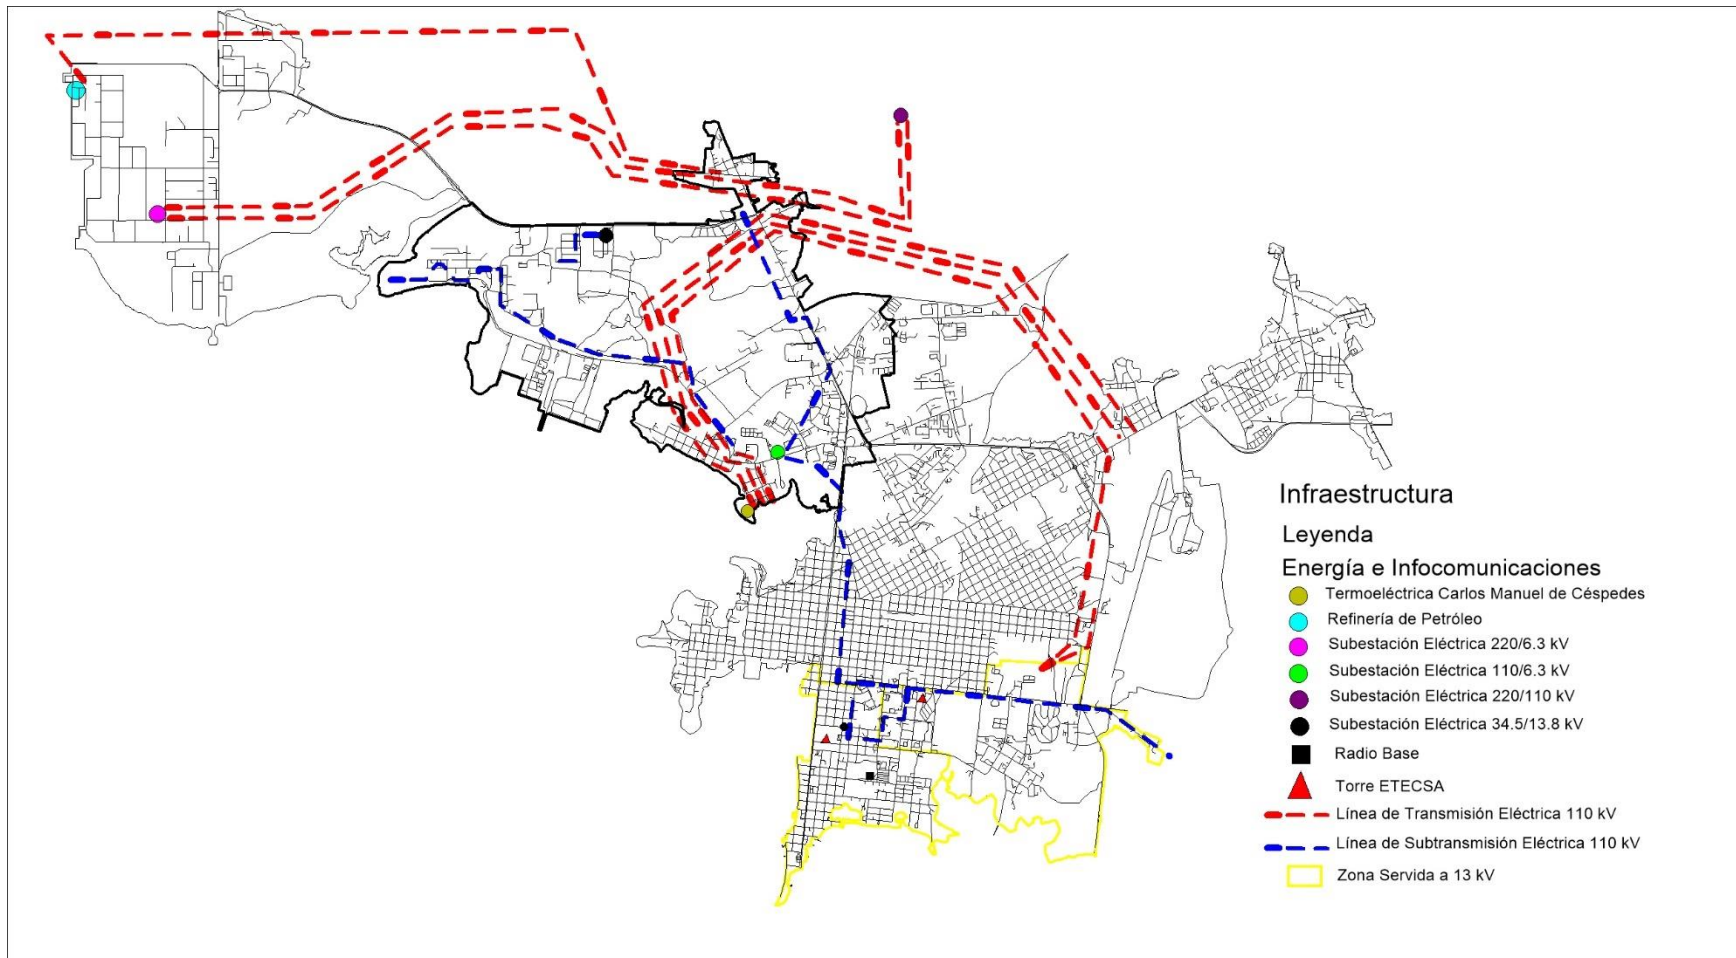 Infraestructura
Leyenda
Energía e Infocomunicaciones
Termoeléctrica Carlos Manuel de Céspedes
Refinería de Petróleo
Subestación Eléctrica 220/6.3 kV
Subestación Eléctrica 110/6.3 kV
Subestación Eléctrica 220/110 kV
Subestación Eléctrica 34.5/13.8 kV
Radio Base
Torre ETECSA
Línea de Transmisión Eléctrica 110 kV
Línea de Subtransmisión Eléctrica 110 kV
Zona Servida a 13 kV